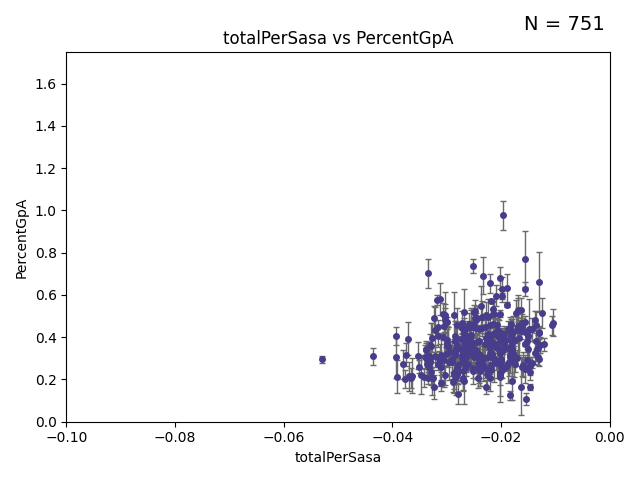 N = 751
totalPerSasa vs PercentGpA
PercentGpA
1.6
1.4
1.2
1.0
0.8
0.6
0.4
0.2
0.0
−0.10 −0.08 −0.06 −0.04 −0.02 0.00
totalPerSasa